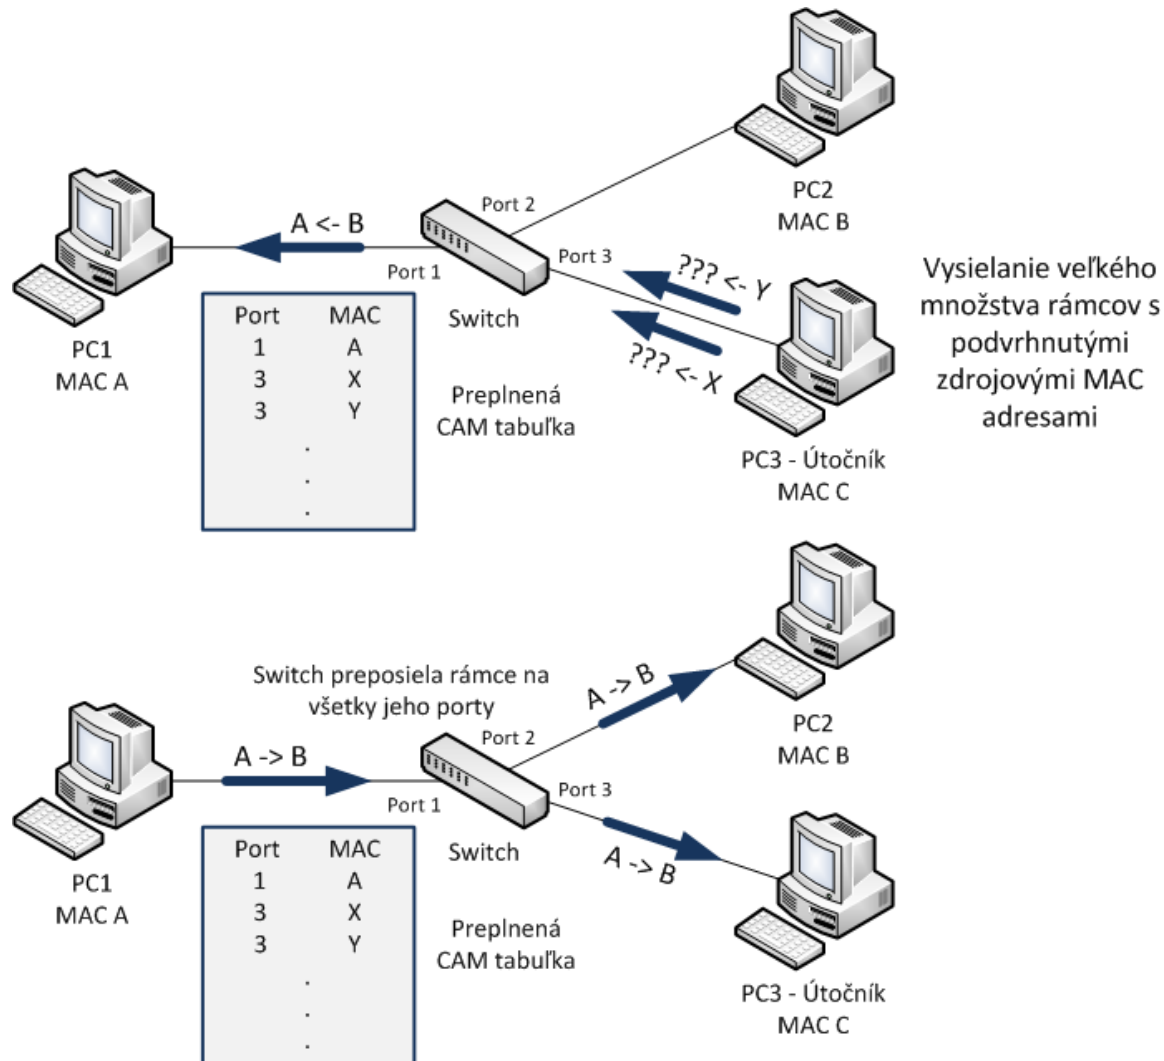 PC2
MAC B
Port 2
A <- B
Port 3
Port 1
??? <- Y
??? <- X
Vysielanie veľkého
množstva rámcov s
podvrhnutými
zdrojovými MAC
adresami
PC1
MAC A
Port MAC
1 A
3 X
3 Y
.
.
.
Switch
Preplnená
CAM tabuľka
PC3 - Útočník
MAC C
Switch preposiela rámce na
všetky jeho porty
A -> B
PC2
MAC B
Port 2
A -> B
Port 3
Port 1
A -> B
PC1
MAC A
Port MAC
1 A
3 X
3 Y
.
.
.
Switch
Preplnená
CAM tabuľka
PC3 - Útočník
MAC C